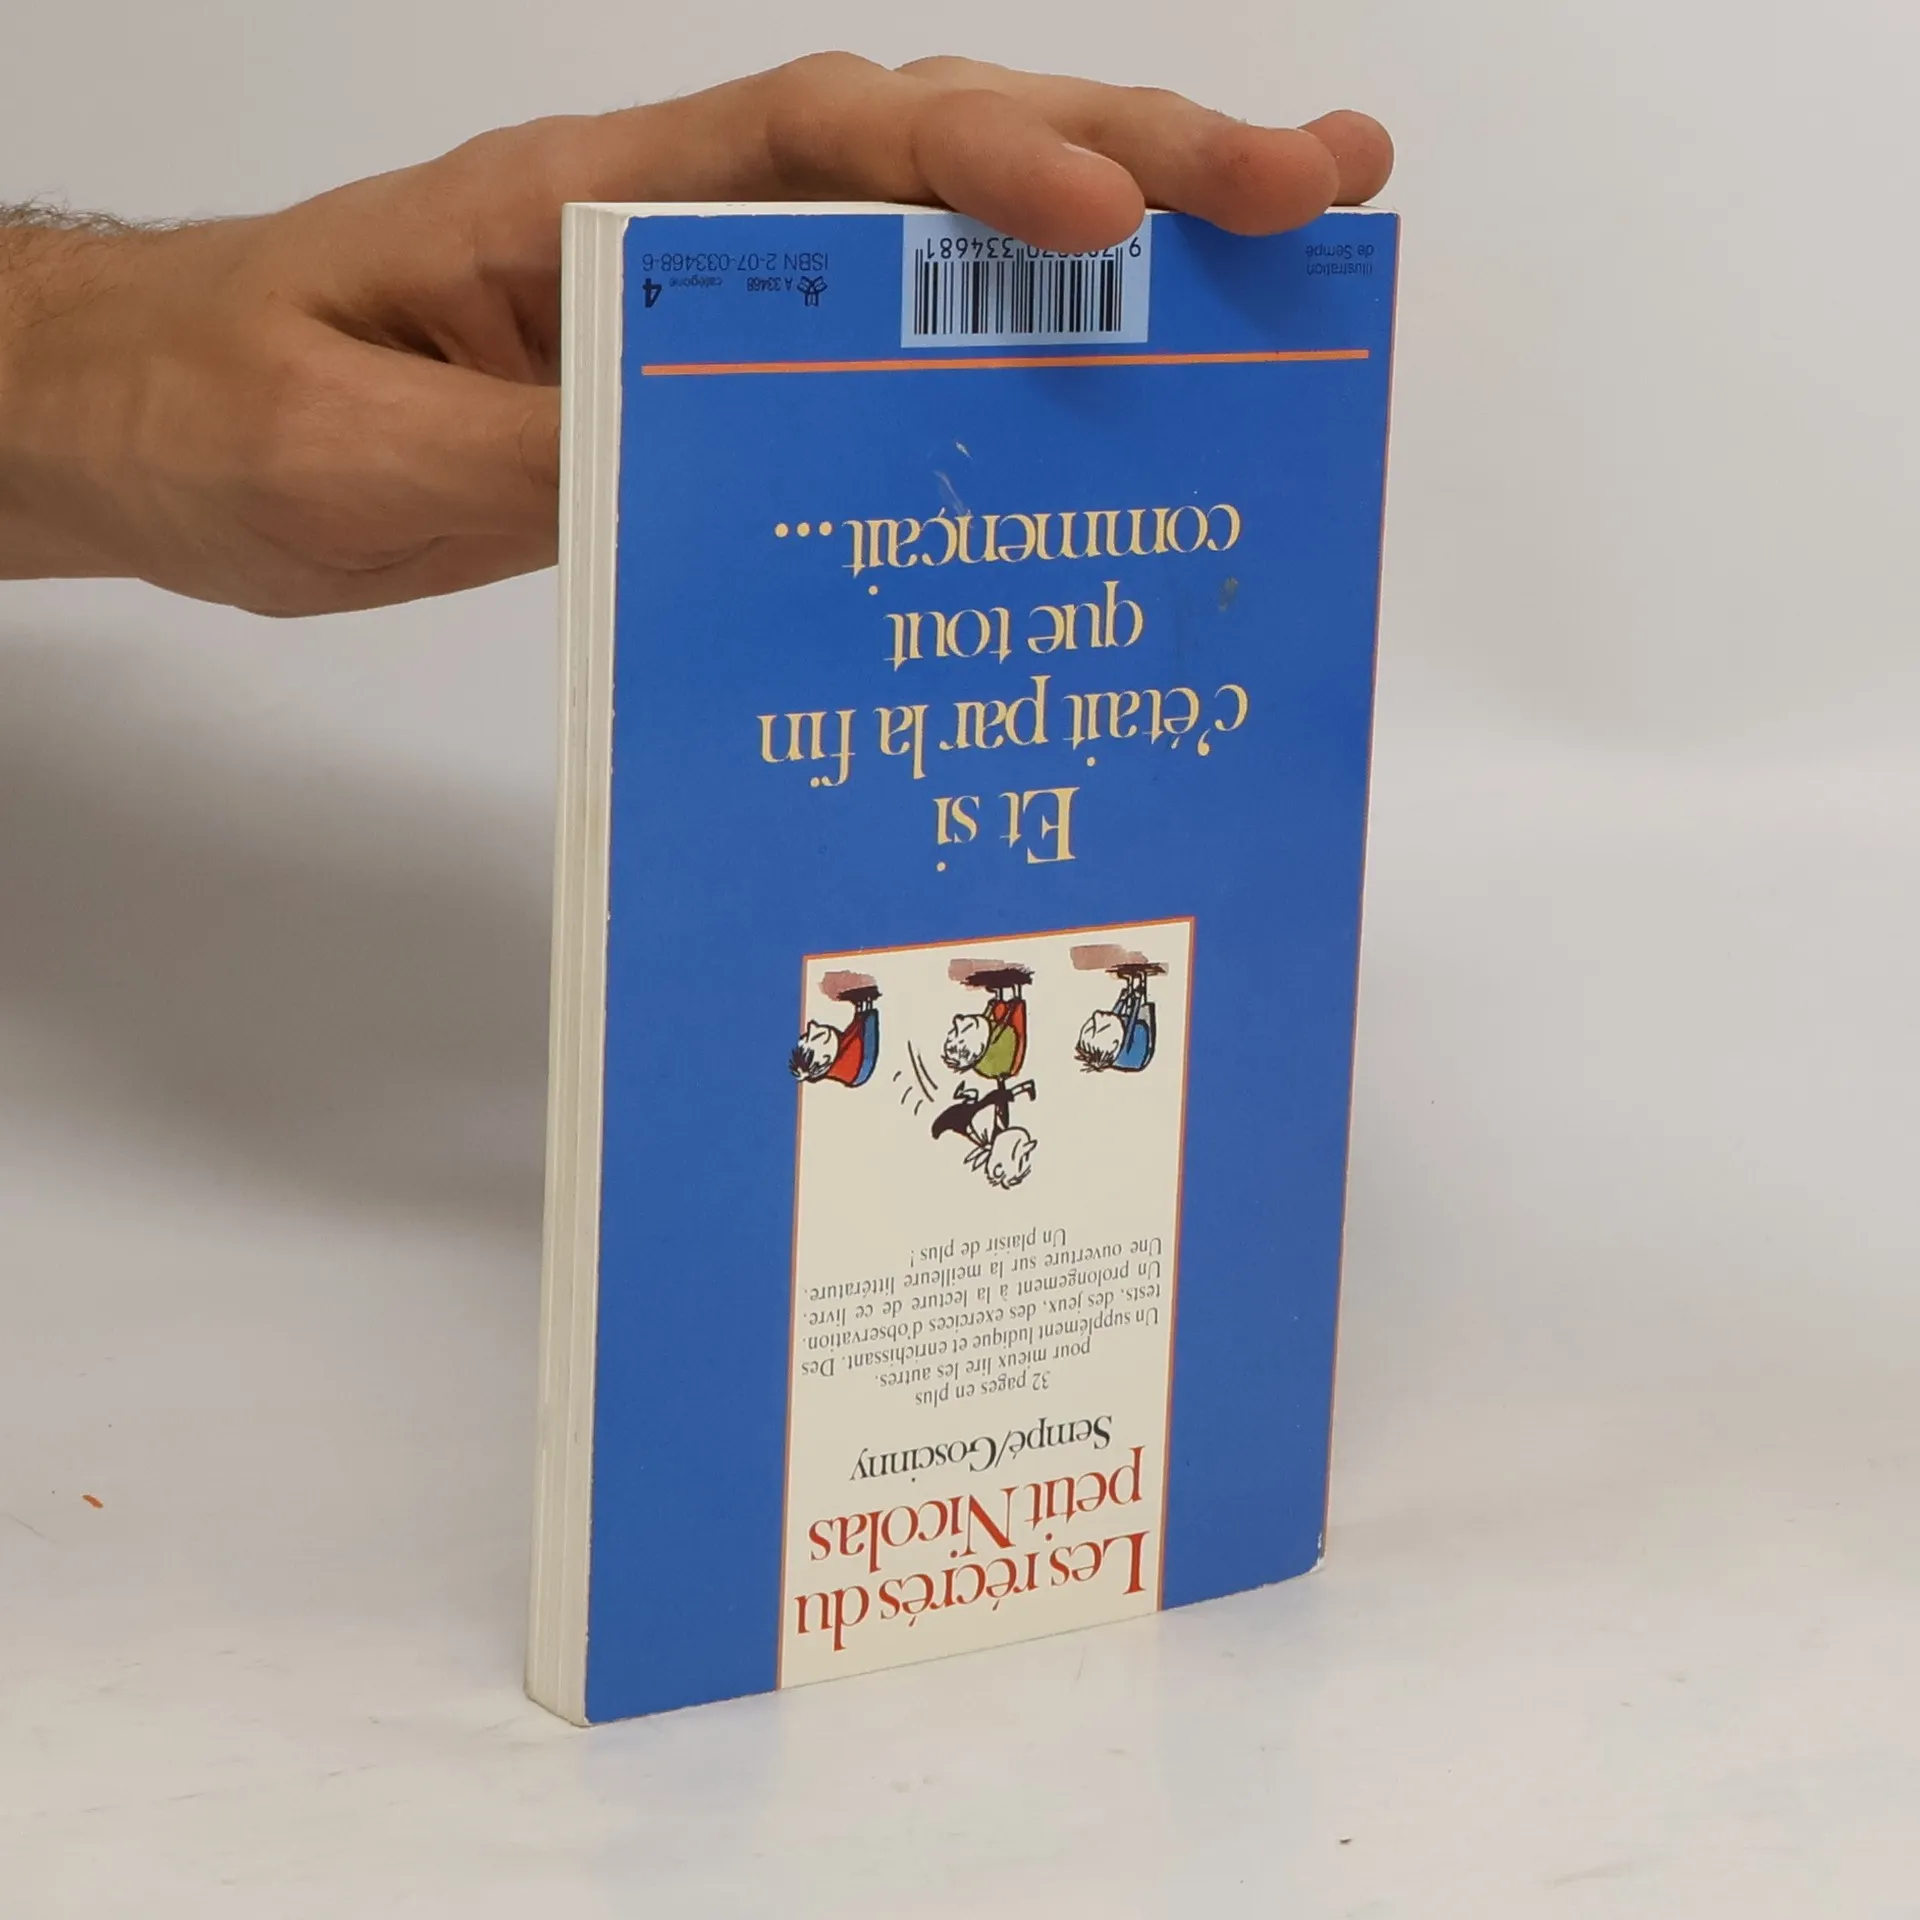 Les récrés du
petit Nicolas
Sempé/Goscinny
32 pages en plus
pour mieux lire les autres.
Un supplément ludique et enrichissant. Des
tests, des jeux, des exercices d'observation.
Un prolongement à la lecture de ce livre.
Une ouverture sur la meilleure littérature.
Un plaisir de plus !
Et si
c'était par la fin
que tout
commençait...
Illustration
de Sempé
A 33468 catégorie 4
ISBN 2-07-033468-6
334681